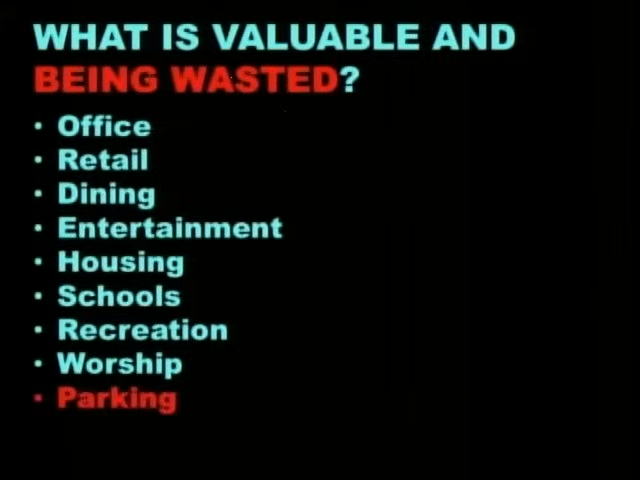 WHAT IS VALUABLE AND
BEING WASTED?
• Office
• Retail
• Dining
• Entertainment
• Housing
• Schools
• Recreation
• Worship
• Parking